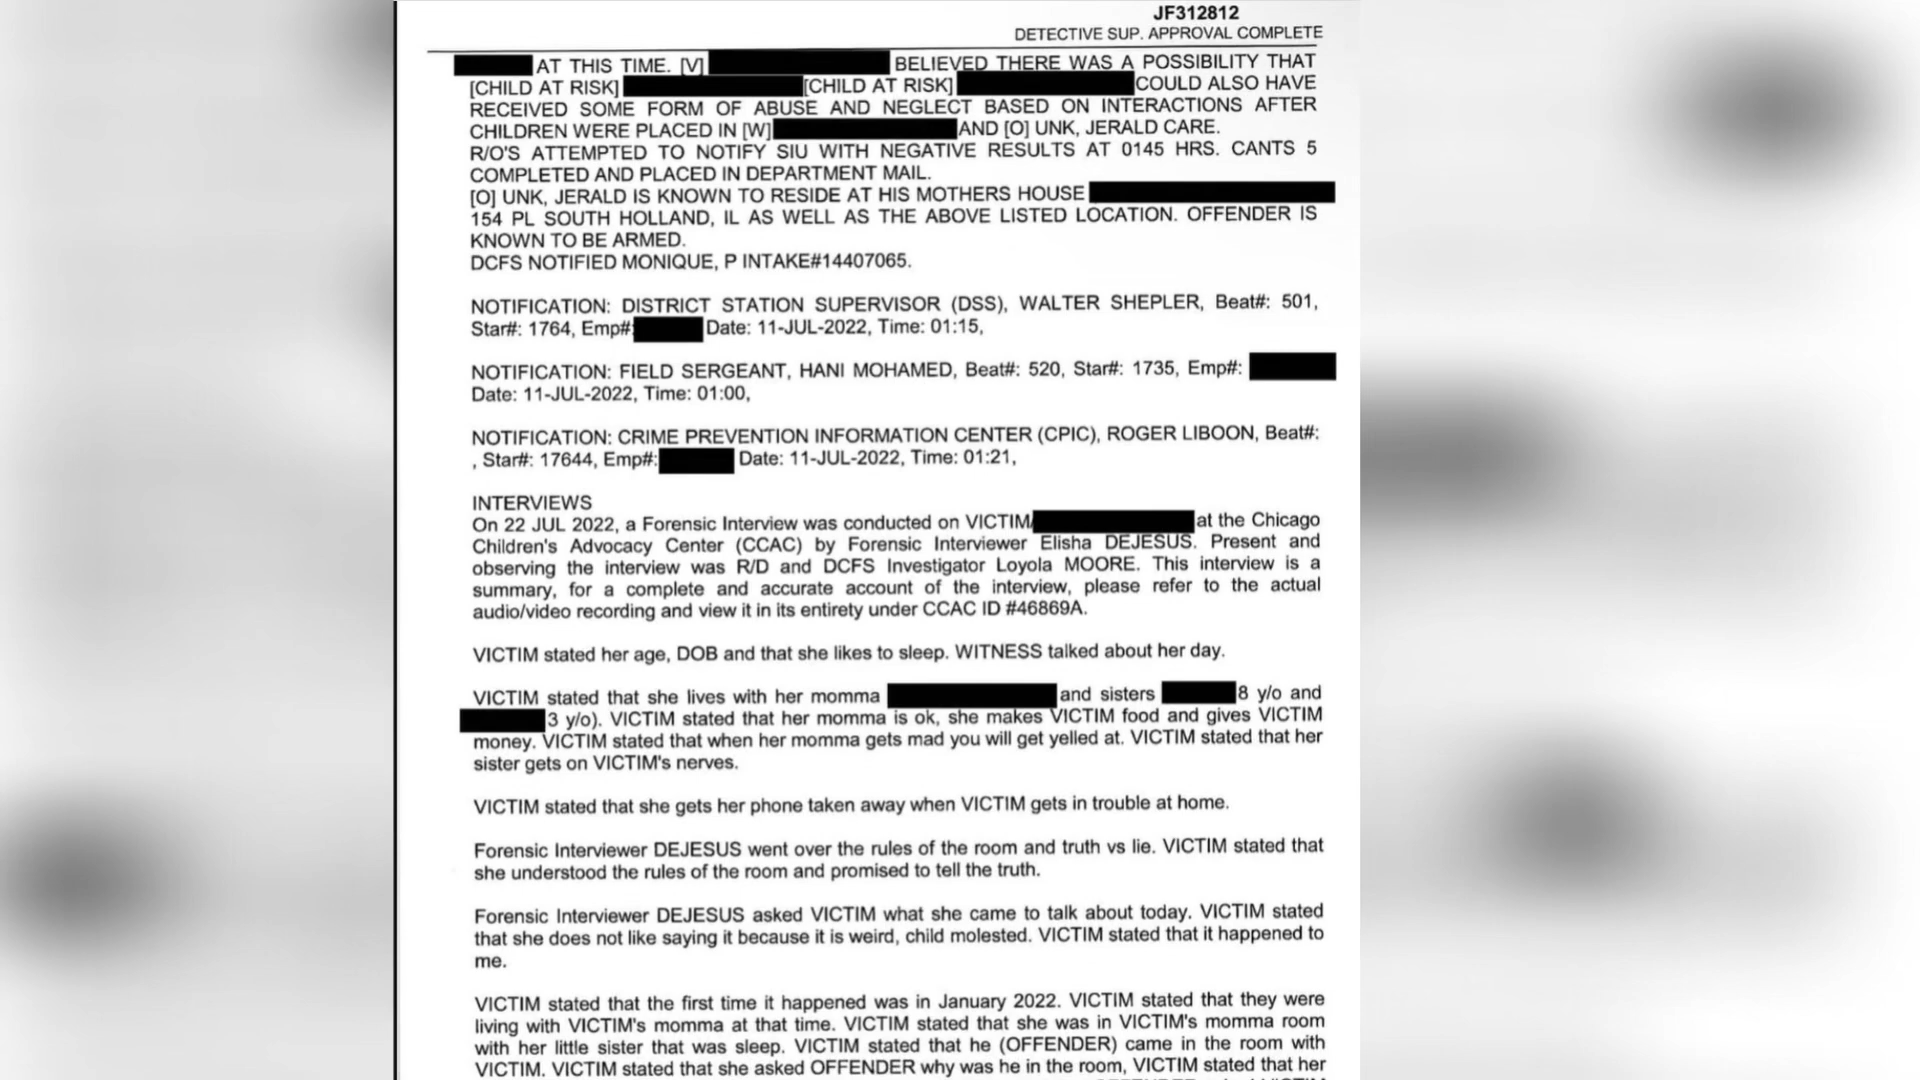 JF312812
DETECTIVE SUP. APPROVAL COMPLETE
AT THIS TIME. [V] BELIEVED THERE WAS A POSSIBILITY THAT
[CHILD AT RISK] [CHILD AT RISK] COULD ALSO HAVE
RECEIVED SOME FORM OF ABUSE AND NEGLECT BASED ON INTERACTIONS AFTER
CHILDREN WERE PLACED IN [W] AND [O] UNK, JERALD CARE.
R/O'S ATTEMPTED TO NOTIFY SIU WITH NEGATIVE RESULTS AT 0145 HRS. CANTS 5
COMPLETED AND PLACED IN DEPARTMENT MAIL.
[O] UNK, JERALD IS KNOWN TO RESIDE AT HIS MOTHERS HOUSE
154 PL SOUTH HOLLAND, IL AS WELL AS THE ABOVE LISTED LOCATION. OFFENDER IS
KNOWN TO BE ARMED.
DCFS NOTIFIED MONIQUE, P INTAKE#14407065.
NOTIFICATION: DISTRICT STATION SUPERVISOR (DSS), WALTER SHEPLER, Beat#: 501,
Star#: 1764, Emp#: Date: 11-JUL-2022, Time: 01:15,
NOTIFICATION: FIELD SERGEANT, HANI MOHAMED, Beat#: 520, Star#: 1735, Emp#:
Date: 11-JUL-2022, Time: 01:00,
NOTIFICATION: CRIME PREVENTION INFORMATION CENTER (CPIC), ROGER LIBOON, Beat#:
, Star#: 17644, Emp#: Date: 11-JUL-2022, Time: 01:21,
INTERVIEWS
On 22 JUL 2022, a Forensic Interview was conducted on VICTIM/ at the Chicago
Children's Advocacy Center (CCAC) by Forensic Interviewer Elisha DEJESUS. Present and
observing the interview was R/D and DCFS Investigator Loyola MOORE. This interview is a
summary, for a complete and accurate account of the interview, please refer to the actual
audio/video recording and view it in its entirety under CCAC ID #46869A.
VICTIM stated her age, DOB and that she likes to sleep. WITNESS talked about her day.
VICTIM stated that she lives with her momma and sisters 8 y/o and
3 y/o). VICTIM stated that her momma is ok, she makes VICTIM food and gives VICTIM
money. VICTIM stated that when her momma gets mad you will get yelled at. VICTIM stated that her
sister gets on VICTIM's nerves.
VICTIM stated that she gets her phone taken away when VICTIM gets in trouble at home.
Forensic Interviewer DEJESUS went over the rules of the room and truth vs lie. VICTIM stated that
she understood the rules of the room and promised to tell the truth.
Forensic Interviewer DEJESUS asked VICTIM what she came to talk about today. VICTIM stated
that she does not like saying it because it is weird, child molested. VICTIM stated that it happened to
me.
VICTIM stated that the first time it happened was in January 2022. VICTIM stated that they were
living with VICTIM's momma at that time. VICTIM stated that she was in VICTIM's momma room
with her little sister that was sleep. VICTIM stated that he (OFFENDER) came in the room with
VICTIM. VICTIM stated that she asked OFFENDER why was he in the room, VICTIM stated that her